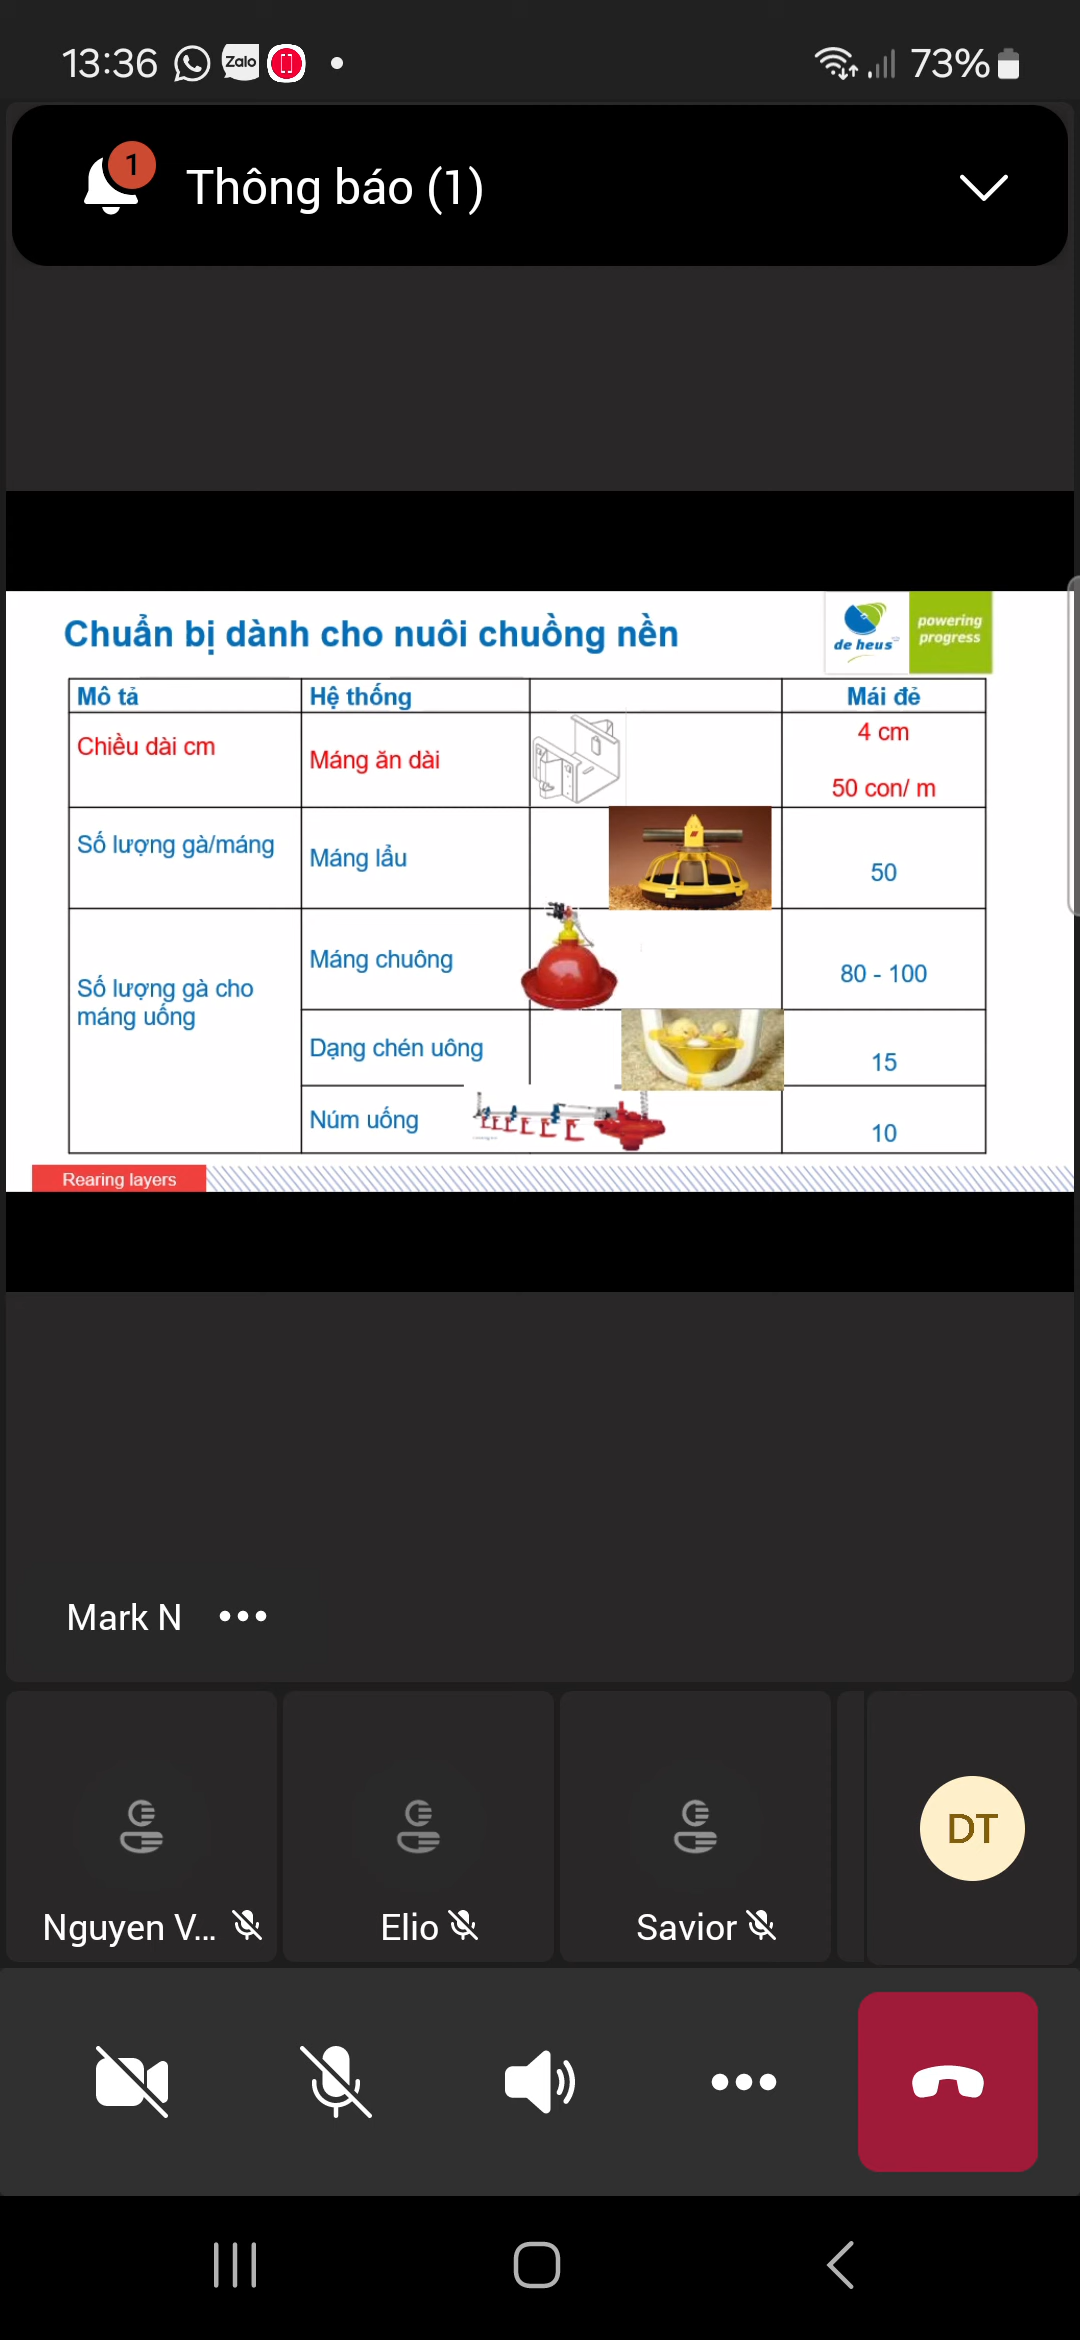 13:36 Zalo 73%
1
Thông báo (1)
Chuẩn bị dành cho nuôi chuồng nền
de heus
powering
progress
Mô tả Hệ thống Mái đẻ
Chiều dài cm Máng ăn dài 4 cm
50 con/ m
Số lượng gà/máng Máng lẩu 50
Số lượng gà cho
máng uống
Máng chuông 80 - 100
Dạng chén uông 15
Núm uống 10
Rearing layers
Mark N
Nguyen V... Elio Savior DT